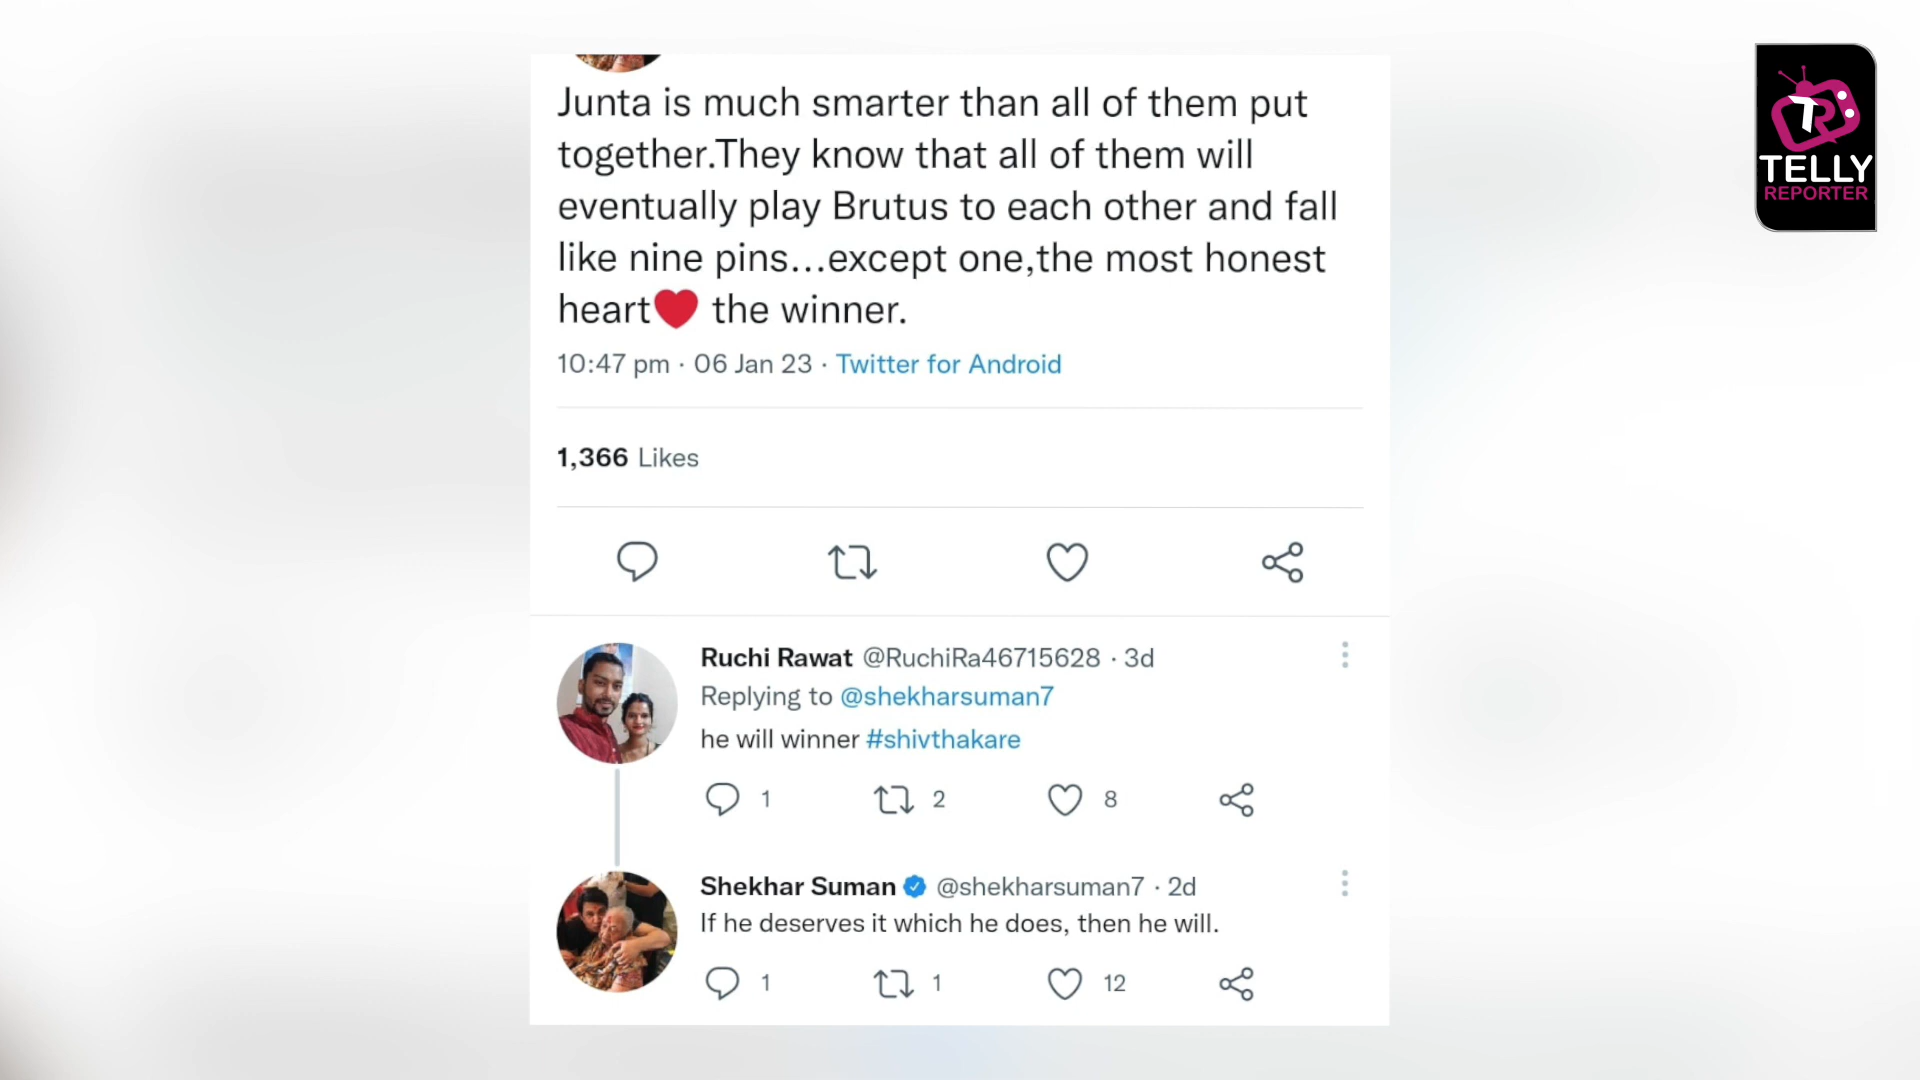 Junta is much smarter than all of them put
together.They know that all of them will
eventually play Brutus to each other and fall
like nine pins...except one,the most honest
heart❤️ the winner.
10:47 pm · 06 Jan 23 · Twitter for Android
1,366 Likes
Ruchi Rawat @RuchiRa46715628 · 3d
Replying to @shekharsuman7
he will winner #shivthakare
1 2 8
Shekhar Suman @shekharsuman7 · 2d
If he deserves it which he does, then he will.
1 1 12
TR
TELLY
REPORTER